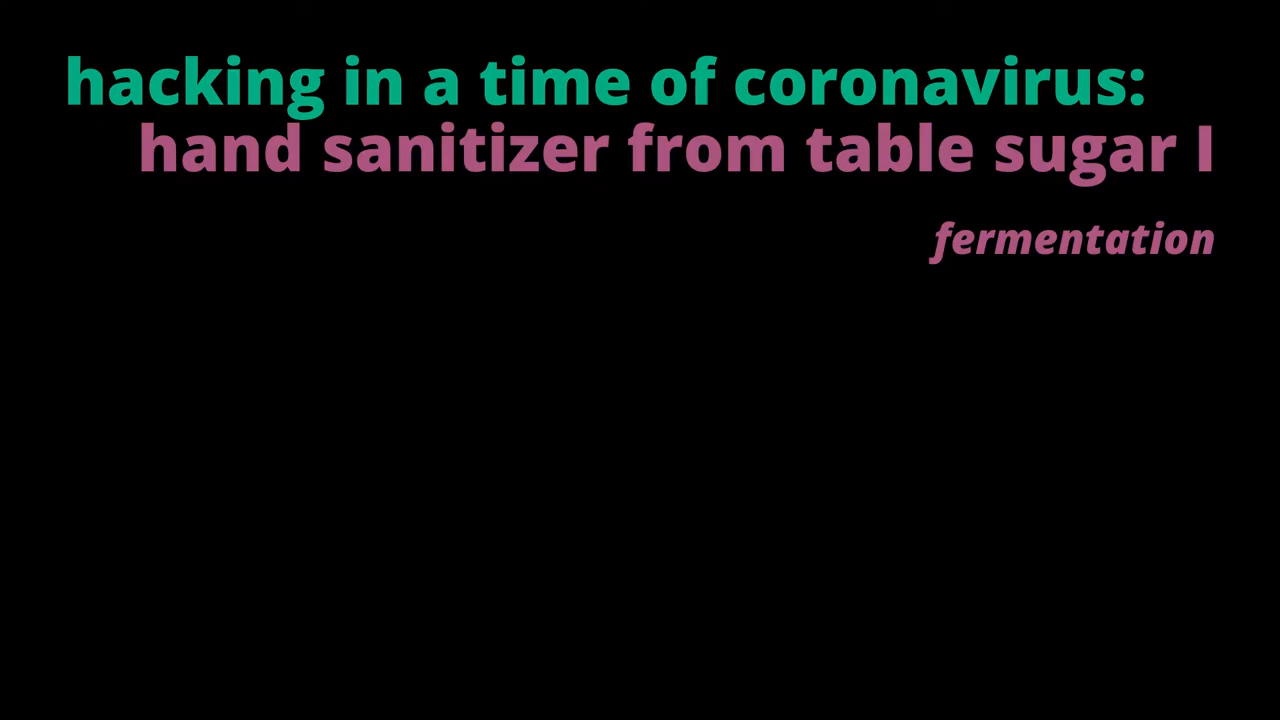 hacking in a time of coronavirus:
hand sanitizer from table sugar I
fermentation